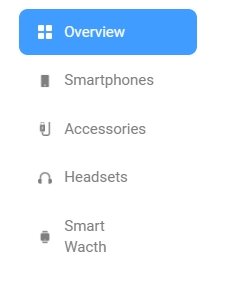 Overview
Smartphones
Accessories
Headsets
Smart
Wacth